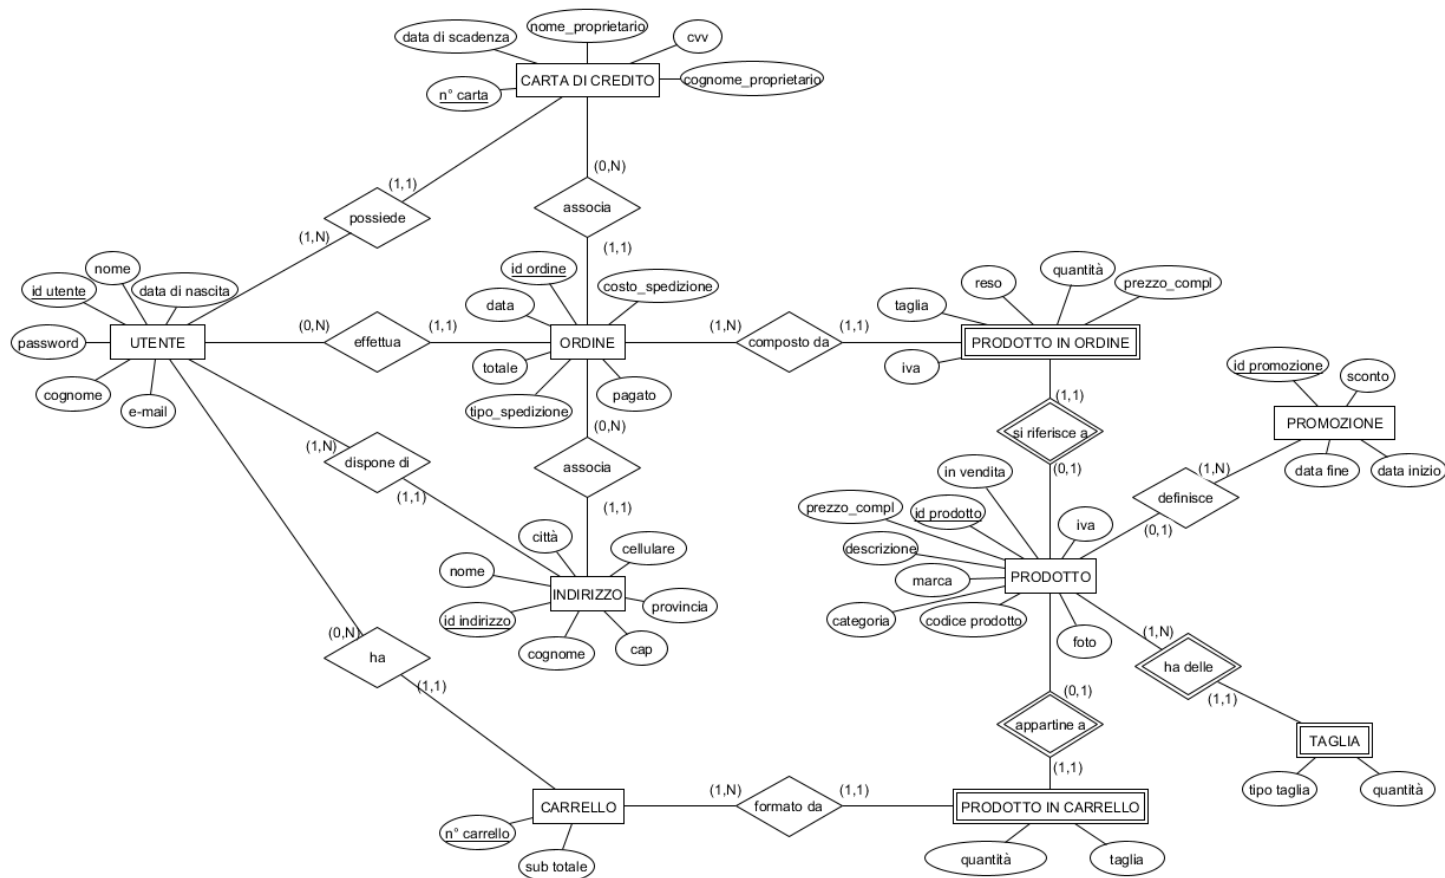 nome_proprietario
data di scadenza
cvv
CARTA DI CREDITO
cognome_proprietario
n° carta
(0,N)
(1,1)
possiede
associa
(1,N)
(1,1)
nome
id utente
data di nascita
id ordine
costo_spedizione
quantità
reso
prezzo_compl
data
taglia
(0,N)
(1,1)
(1,N)
(1,1)
password
UTENTE
effettua
ORDINE
composto da
PRODOTTO IN ORDINE
totale
iva
id promozione
sconto
cognome
e-mail
tipo_spedizione
pagato
(1,1)
PROMOZIONE
(0,N)
si riferisce a
(1,N)
dispone di
associa
(0,1)
in vendita
data fine
data inizio
(1,N)
(1,1)
definisce
prezzo_compl
id prodotto
(1,1)
(0,1)
iva
città
cellulare
descrizione
nome
marca
PRODOTTO
INDIRIZZO
provincia
id indirizzo
categoria
codice prodotto
(0,N)
foto
(1,N)
cognome
cap
ha
ha delle
(1,1)
(0,1)
(1,1)
appartine a
TAGLIA
(1,1)
tipo taglia
quantità
(1,N)
(1,1)
CARRELLO
formato da
PRODOTTO IN CARRELLO
n° carrello
sub totale
quantità
taglia